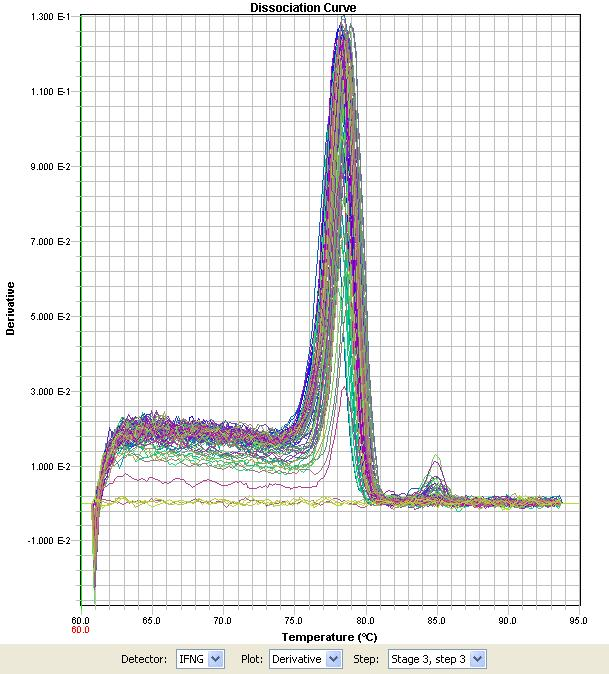 Dissociation Curve
1.300 E-1
1.100 E-1
9.000 E-2
7.000 E-2
5.000 E-2
3.000 E-2
1.000 E-2
-1.000 E-2
Derivative
60.0 65.0 70.0 75.0 80.0 85.0 90.0 95.0
60.0
Temperature (°C)
Detector: IFNG Plot: Derivative Step: Stage 3, step 3